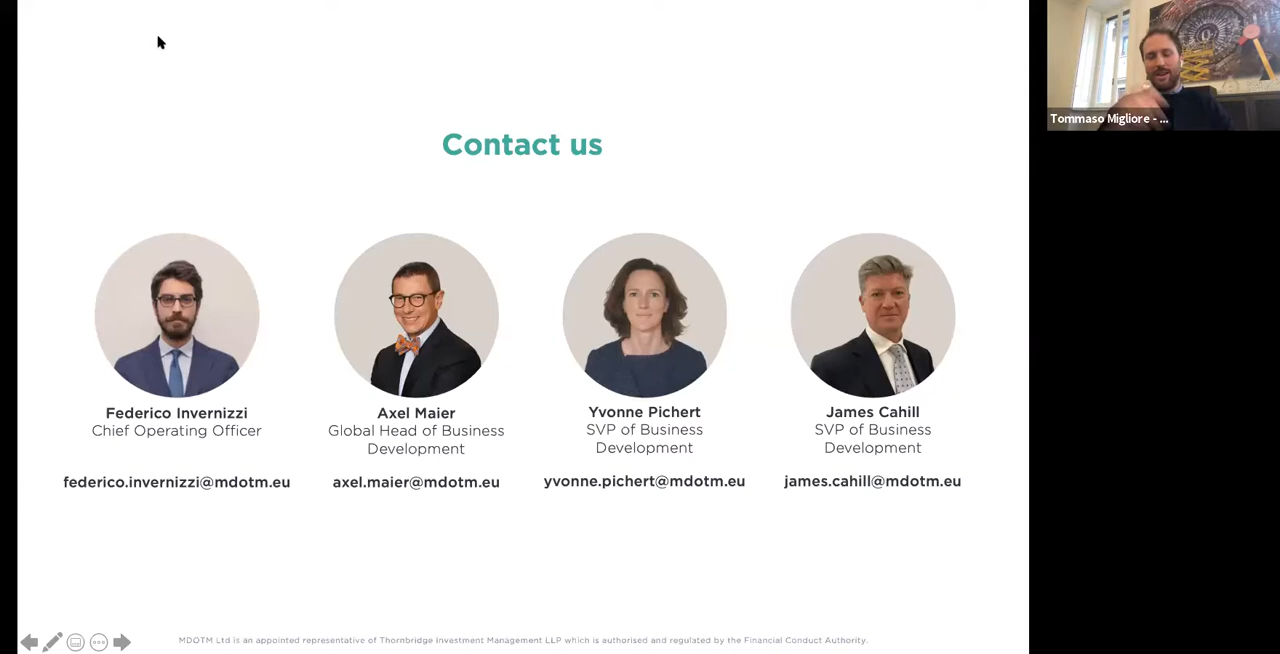 Contact us
Tommaso Migliore - ...
Federico Invernizzi
Chief Operating Officer
federico.invernizzi@mdotm.eu
Axel Maier
Global Head of Business
Development
axel.maier@mdotm.eu
Yvonne Pichert
SVP of Business
Development
yvonne.pichert@mdotm.eu
James Cahill
SVP of Business
Development
james.cahill@mdotm.eu
MDOTM Ltd is an appointed representative of Thornbridge Investment Management LLP which is authorised and regulated by the Financial Conduct Authority.